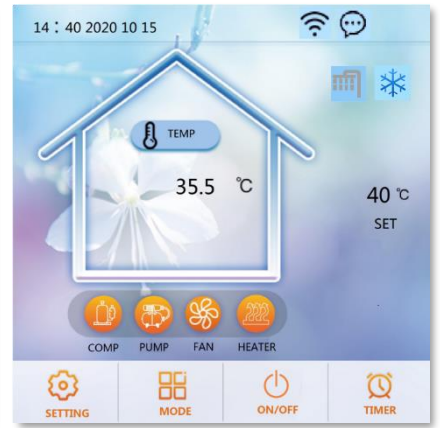 14：40 2020 10 15
TEMP
35.5 ℃
40 ℃
SET
COMP PUMP FAN HEATER
SETTING MODE ON/OFF TIMER